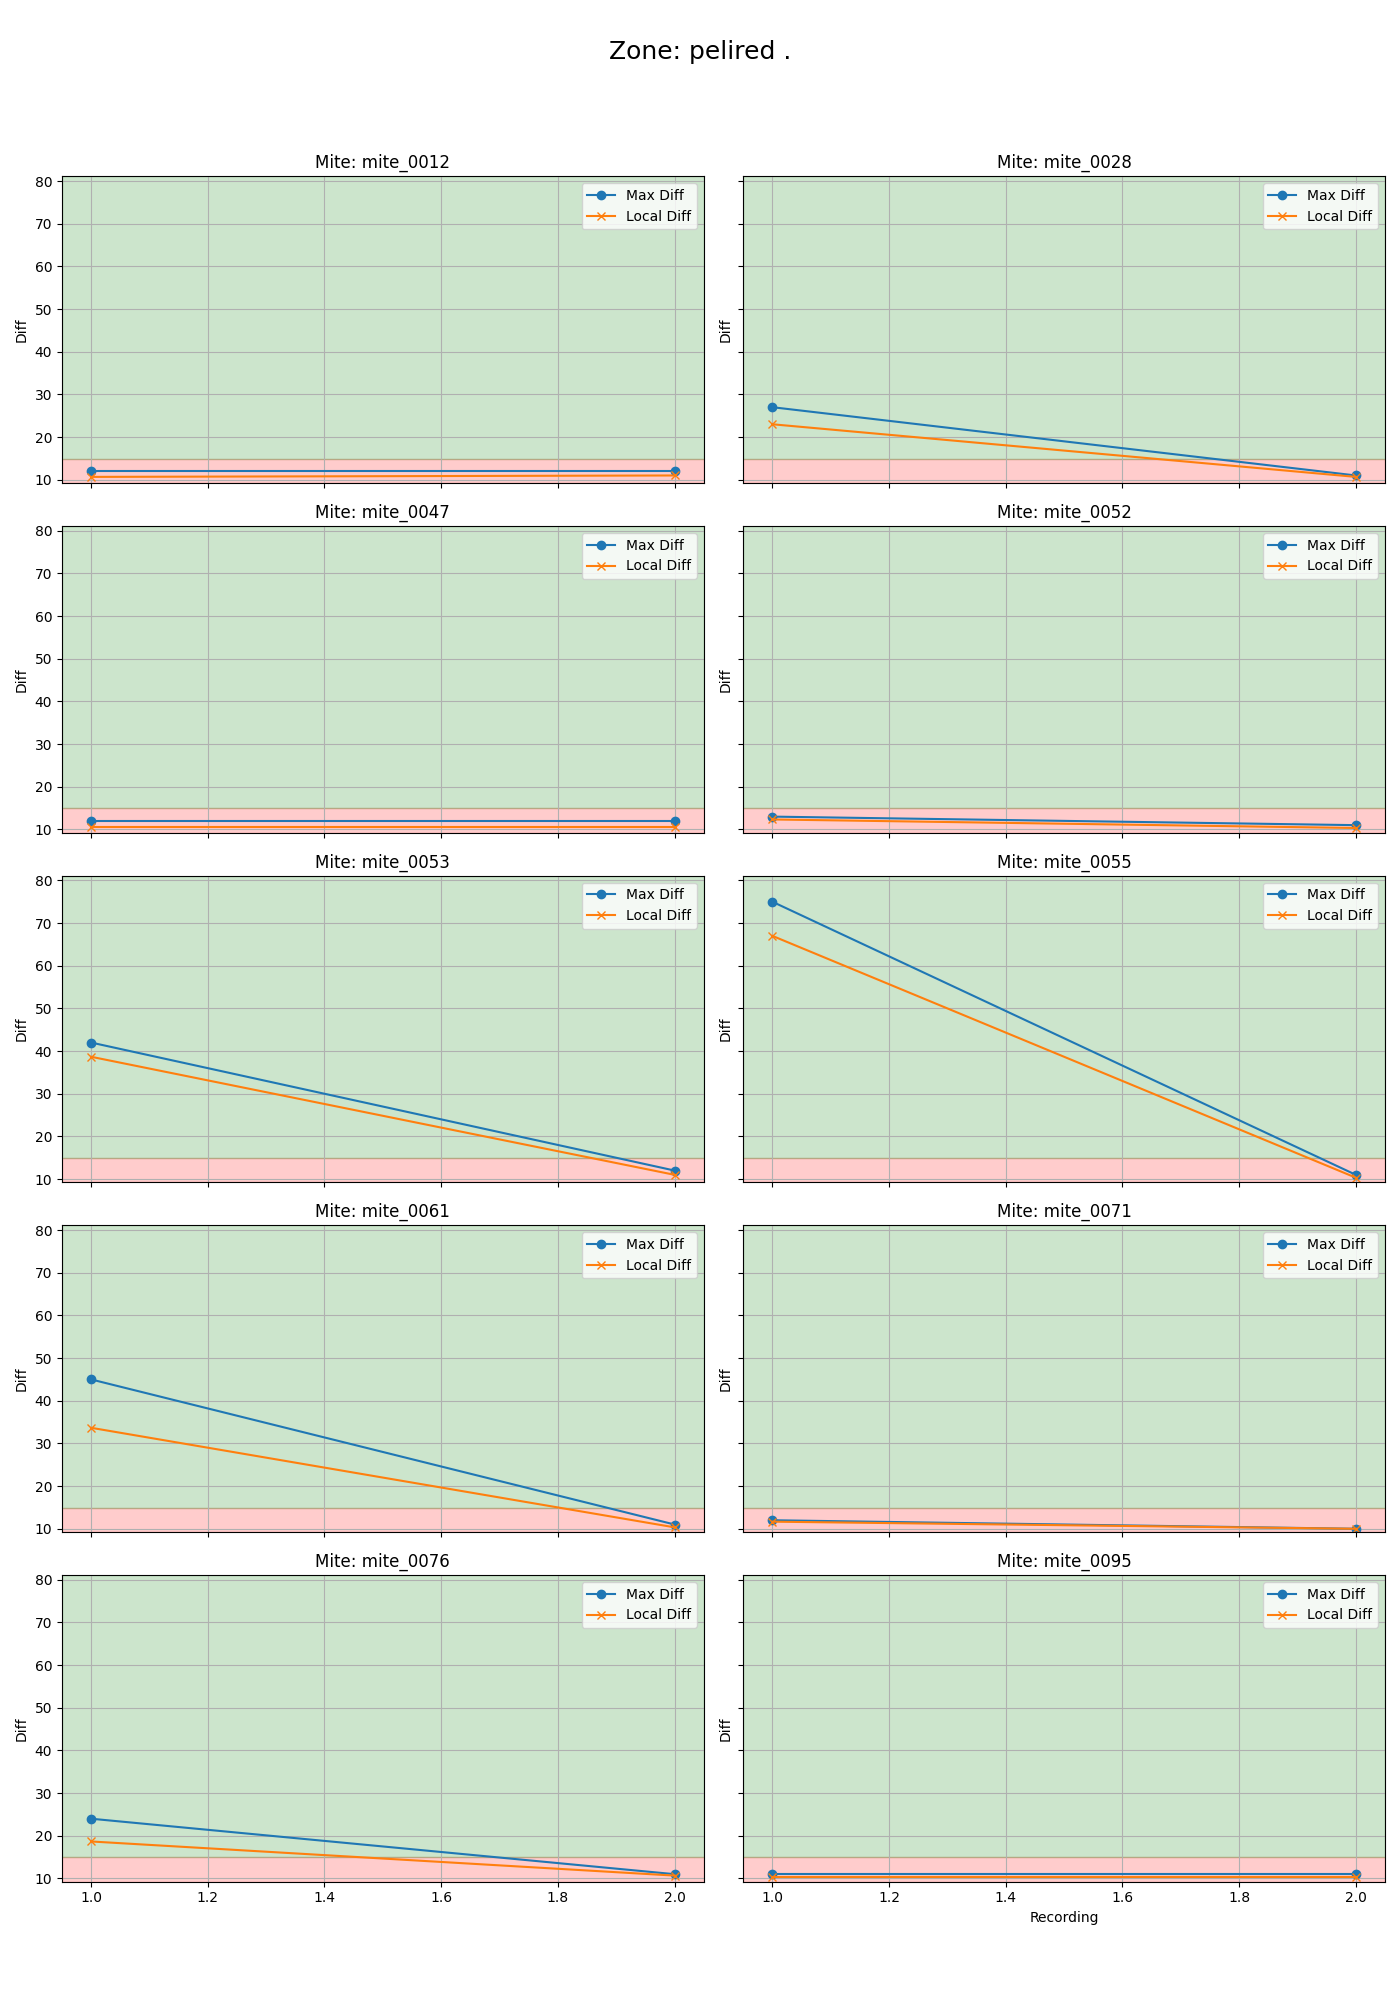 Zone: pelired .
Mite: mite_0012
Max Diff
Local Diff
80
70
60
50
40
30
20
10
Diff
Mite: mite_0028
Max Diff
Local Diff
Diff
Mite: mite_0047
Max Diff
Local Diff
80
70
60
50
40
30
20
10
Diff
Mite: mite_0052
Max Diff
Local Diff
Diff
Mite: mite_0053
Max Diff
Local Diff
80
70
60
50
40
30
20
10
Diff
Mite: mite_0055
Max Diff
Local Diff
Diff
Mite: mite_0061
Max Diff
Local Diff
80
70
60
50
40
30
20
10
Diff
Mite: mite_0071
Max Diff
Local Diff
Diff
Mite: mite_0076
Max Diff
Local Diff
80
70
60
50
40
30
20
10
Diff
1.0 1.2 1.4 1.6 1.8 2.0
Mite: mite_0095
Max Diff
Local Diff
Diff
1.0 1.2 1.4 1.6 1.8 2.0
Recording